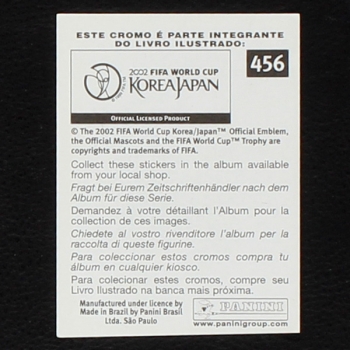 ESTE CROMO É PARTE INTEGRANTE
DO LIVRO ILUSTRADO:
2002 FIFA WORLD CUP
KOREAJAPAN
OFFICIAL LICENSED PRODUCT
456
© The 2002 FIFA World Cup Korea/Japan™ Official Emblem,
the Official Mascots and the FIFA World Cup™ Trophy are
copyrights and trademarks of FIFA.
Collect these stickers in the album available
from your local shop.
Fragt bei Eurem Zeitschriftenhändler nach dem
Album für diese Serie.
Demandez à votre détaillant l'Album pour la
collection de ces images.
Chiedete al vostro rivenditore l'album per la
raccolta di queste figurine.
Para coleccionar estos cromos compra tu
álbum en cualquier kiosco.
Para colecionar estes cromos, compre seu
Livro Ilustrado na banca mais próxima.
Manufactured under licence by
Made in Brazil by Panini Brasil
Ltda. São Paulo
PANINI
www.paninigroup.com